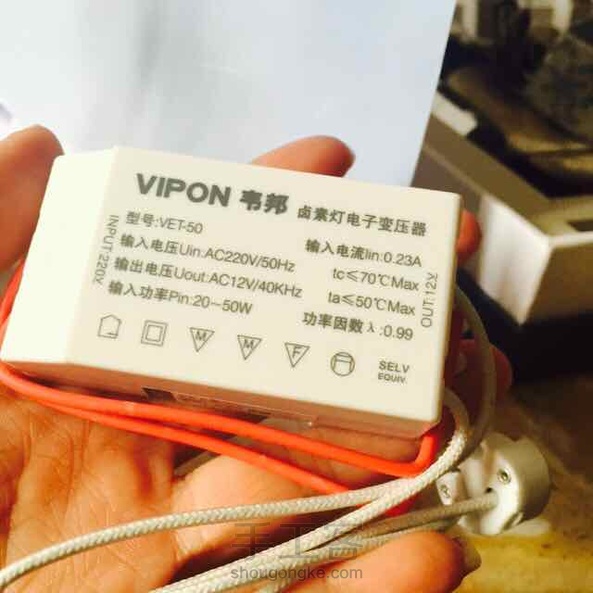 VIPON 韦邦 卤素灯电子变压器
型号:VET-50
输入电压Uin:AC220V/50Hz
输出电压Uout:AC12V/40KHz
输入功率Pin:20-50W
输入电流Iin:0.23A
tc≤70℃Max
ta≤50℃Max
功率因数λ:0.99
INPUT:220V
OUT:12V
M
M
F
SELV
EQUIV.
手工客
shougongke.com